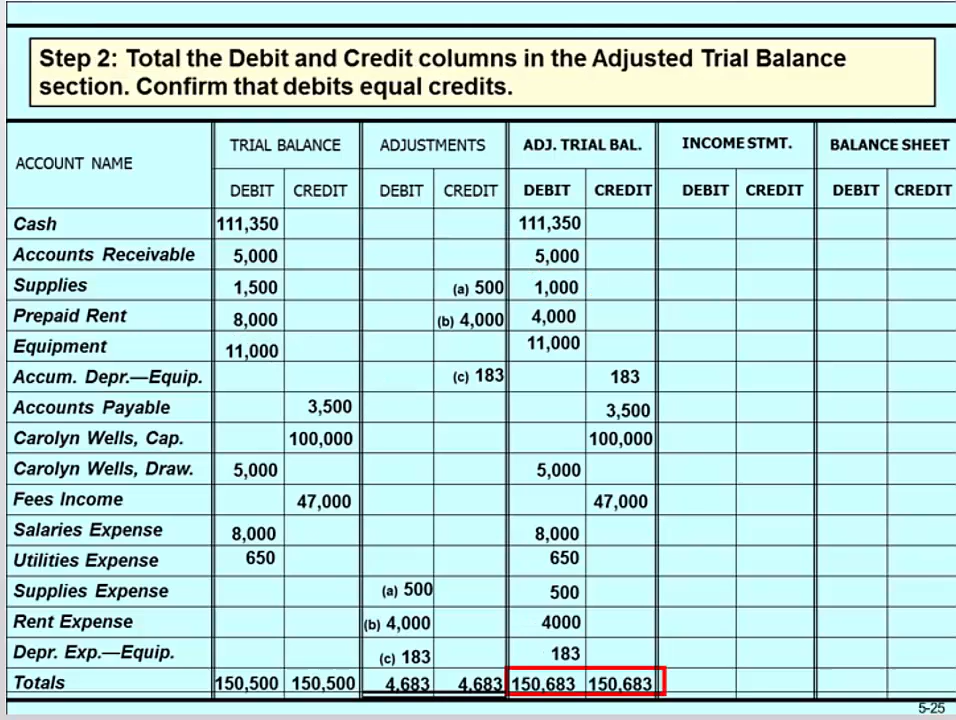 Step 2: Total the Debit and Credit columns in the Adjusted Trial Balance
section. Confirm that debits equal credits.
ACCOUNT NAME TRIAL BALANCE ADJUSTMENTS ADJ. TRIAL BAL. INCOME STMT. BALANCE SHEET
DEBIT CREDIT DEBIT CREDIT DEBIT CREDIT DEBIT CREDIT DEBIT CREDIT
Cash 111,350 111,350
Accounts Receivable 5,000 5,000
Supplies 1,500 (a) 500 1,000
Prepaid Rent 8,000 (b) 4,000 4,000
Equipment 11,000 11,000
Accum. Depr.—Equip. (c) 183 183
Accounts Payable 3,500 3,500
Carolyn Wells, Cap. 100,000 100,000
Carolyn Wells, Draw. 5,000 5,000
Fees Income 47,000 47,000
Salaries Expense 8,000 8,000
Utilities Expense 650 650
Supplies Expense (a) 500 500
Rent Expense (b) 4,000 4000
Depr. Exp.—Equip. (c) 183 183
Totals 150,500 150,500 4,683 4,683 150,683 150,683
5-25